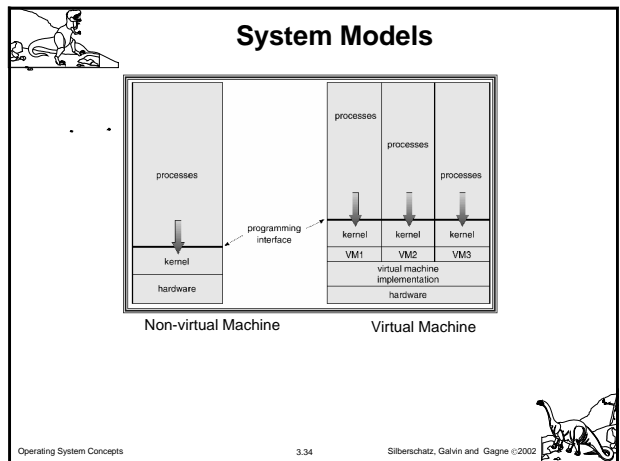 System Models
processes
kernel
hardware
programming
interface
processes
processes
processes
kernel
kernel
kernel
VM1
VM2
VM3
virtual machine
implementation
hardware
Non-virtual Machine
Virtual Machine
Operating System Concepts
3.34
Silberschatz, Galvin and Gagne ©2002